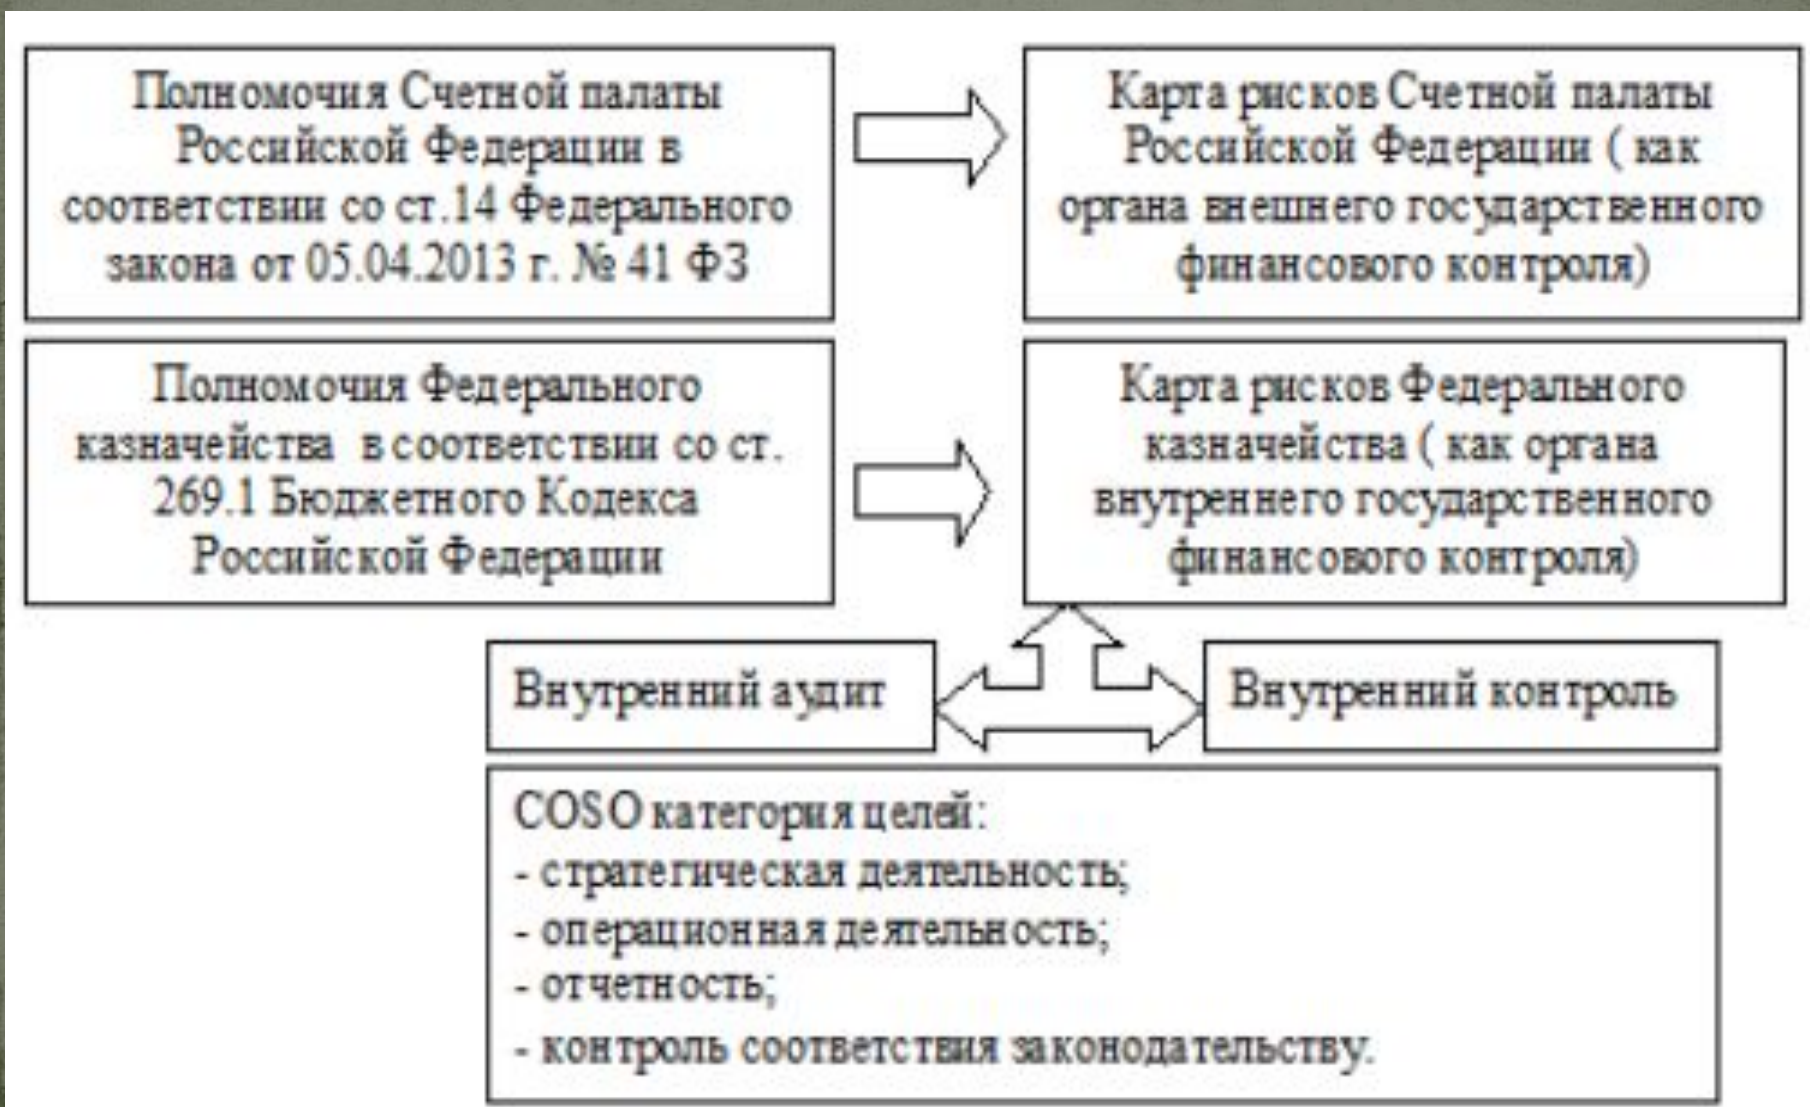 Полномочия Счетной палаты
Российской Федерации в
соответствии со ст.14 Федерального
закона от 05.04.2013 г. № 41 ФЗ
Карта рисков Счетной палаты
Российской Федерации ( как
органа внешнего государственного
финансового контроля)
Полномочия Федерального
казначейства в соответствии со ст.
269.1 Бюджетного Кодекса
Российской Федерации
Карта рисков Федерального
казначейства ( как органа
внутреннего государственного
финансового контроля)
Внутренний аудит
Внутренний контроль
COSO категория целей:
- стратегическая деятельность;
- операционная деятельность;
- отчетность;
- контроль соответствия законодательству.